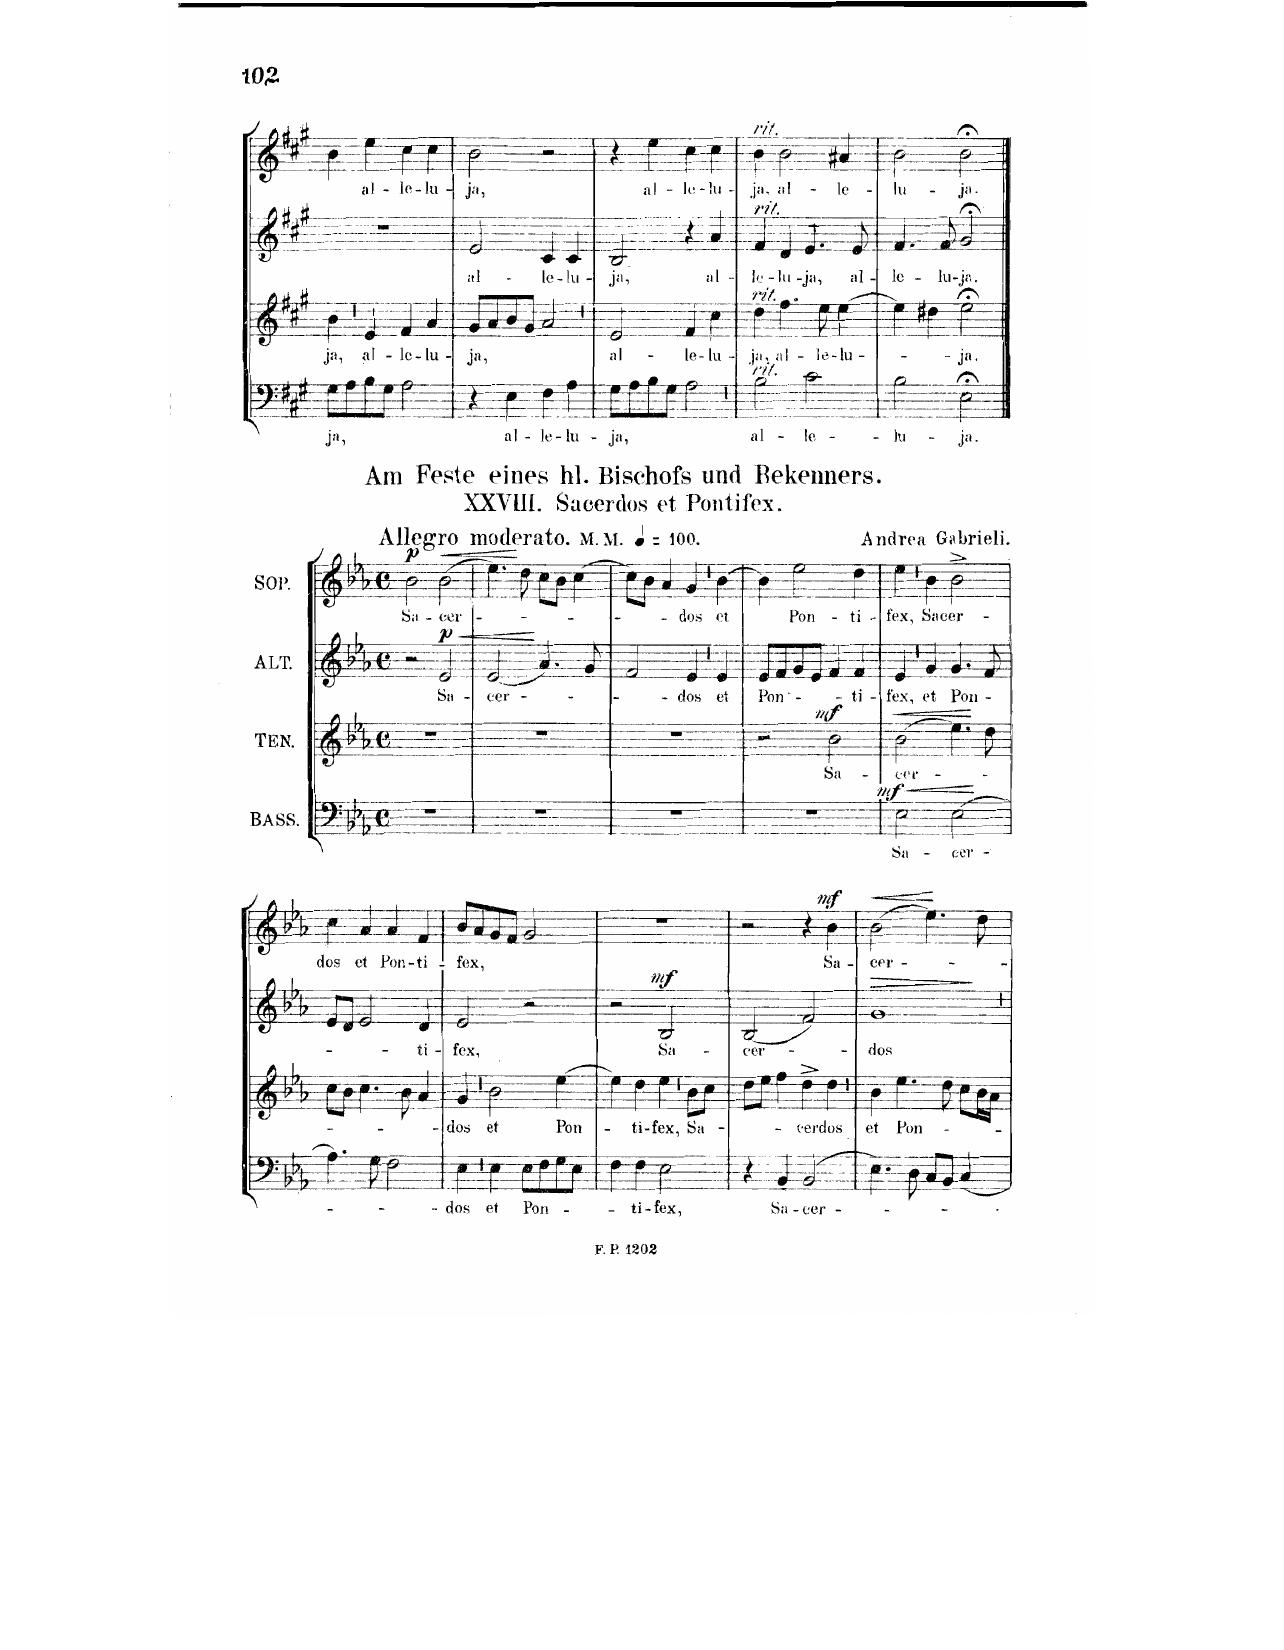 102
rit.
al - le - lu - ja, al - le - lu - ja, al - le - lu - ja.
rit.
al - le - lu - ja, al - le - lu - ja, al - le - lu - ja.
rit.
ja, al - le - lu - ja, al - le - lu - ja, al - le - lu - ja.
rit.
ja, al - le - lu - ja, al - le - lu - ja.
Am Feste eines hl. Bischofs und Bekenners.
XXVIII. Sacerdos et Pontifex.
Allegro moderato. M. M. ♩ = 100.
Andrea Gabrieli.
p
SOP.
Sa - cer - dos et Pon - ti - fex, Sacer -
p
ALT.
Sa - cer - dos et Pon - ti - fex, et Pon -
mf
TEN.
Sa - cer -
mf
BASS.
Sa - cer -
mf
dos et Pon - ti - fex, Sa - cer -
mf
ti - fex, Sa - cer - dos
dos et Pon - ti - fex, Sa - cerdos et Pon -
dos et Pon - ti - fex, Sa - cer -
F. P. 1202